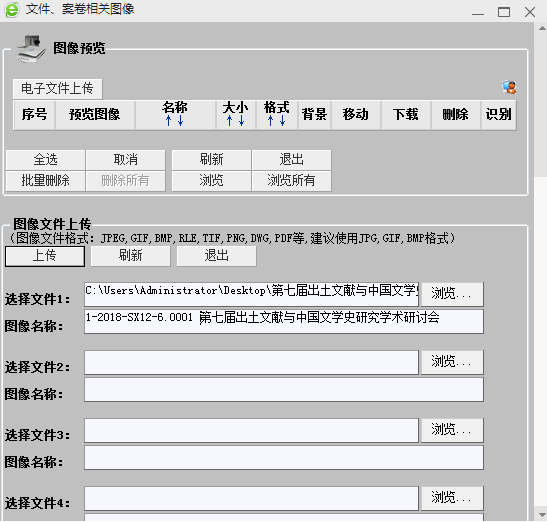 文件、案卷相关图像
图像预览
电子文件上传
序号 预览图像 名称 大小 格式 背景 移动 下载 删除 识别
↑↓ ↑↓ ↑↓
全选 取消 刷新 退出
批量删除 删除所有 浏览 浏览所有
图像文件上传
(图像文件格式: JPEG,GIF,BMP,RLE,TIF,PNG,DWG,PDF等,建议使用JPG,GIF,BMP格式)
上传 刷新 退出
选择文件1: C:\Users\Administrator\Desktop\第七届出土文献与中国文学 浏览...
图像名称: 1-2018-SX12-6.0001 第七届出土文献与中国文学史研究学术研讨会
选择文件2: 浏览...
图像名称:
选择文件3: 浏览...
图像名称:
选择文件4: 浏览...